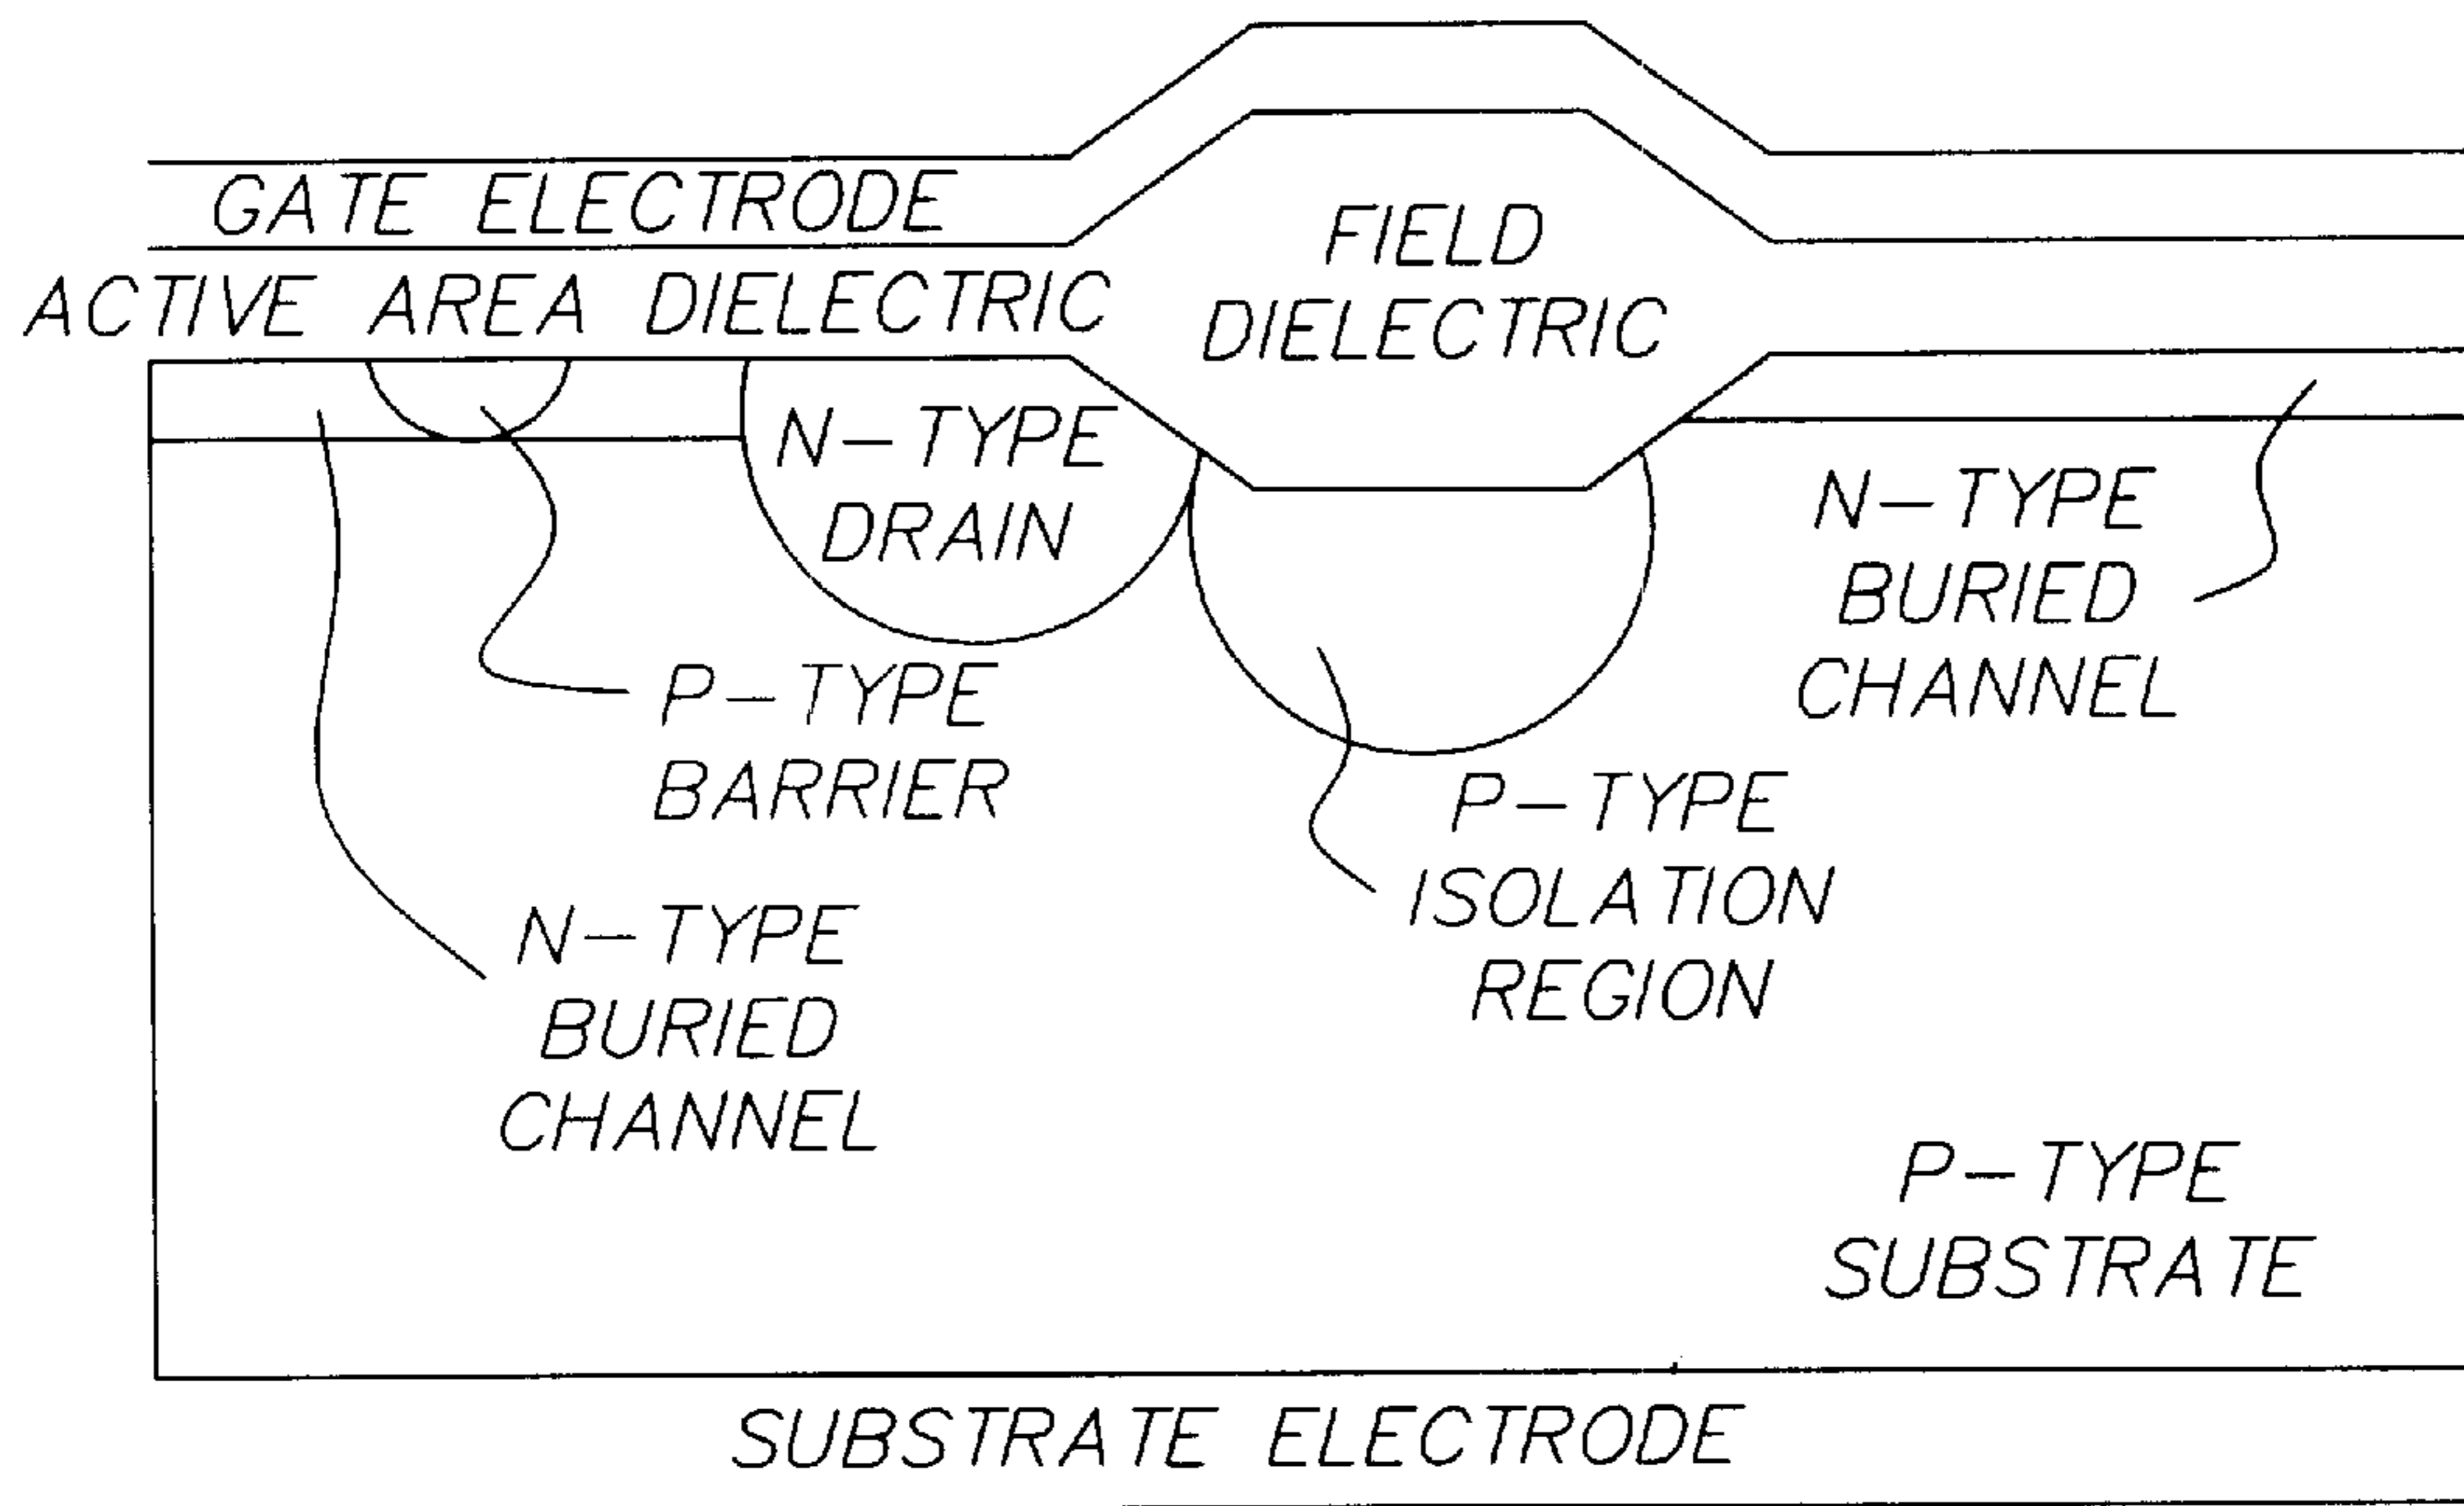 GATE ELECTRODE
ACTIVE AREA DIELECTRIC
FIELD
DIELECTRIC
N-TYPE
DRAIN
N-TYPE
BURIED
CHANNEL
P-TYPE
BARRIER
P-TYPE
ISOLATION
REGION
N-TYPE
BURIED
CHANNEL
P-TYPE
SUBSTRATE
SUBSTRATE ELECTRODE